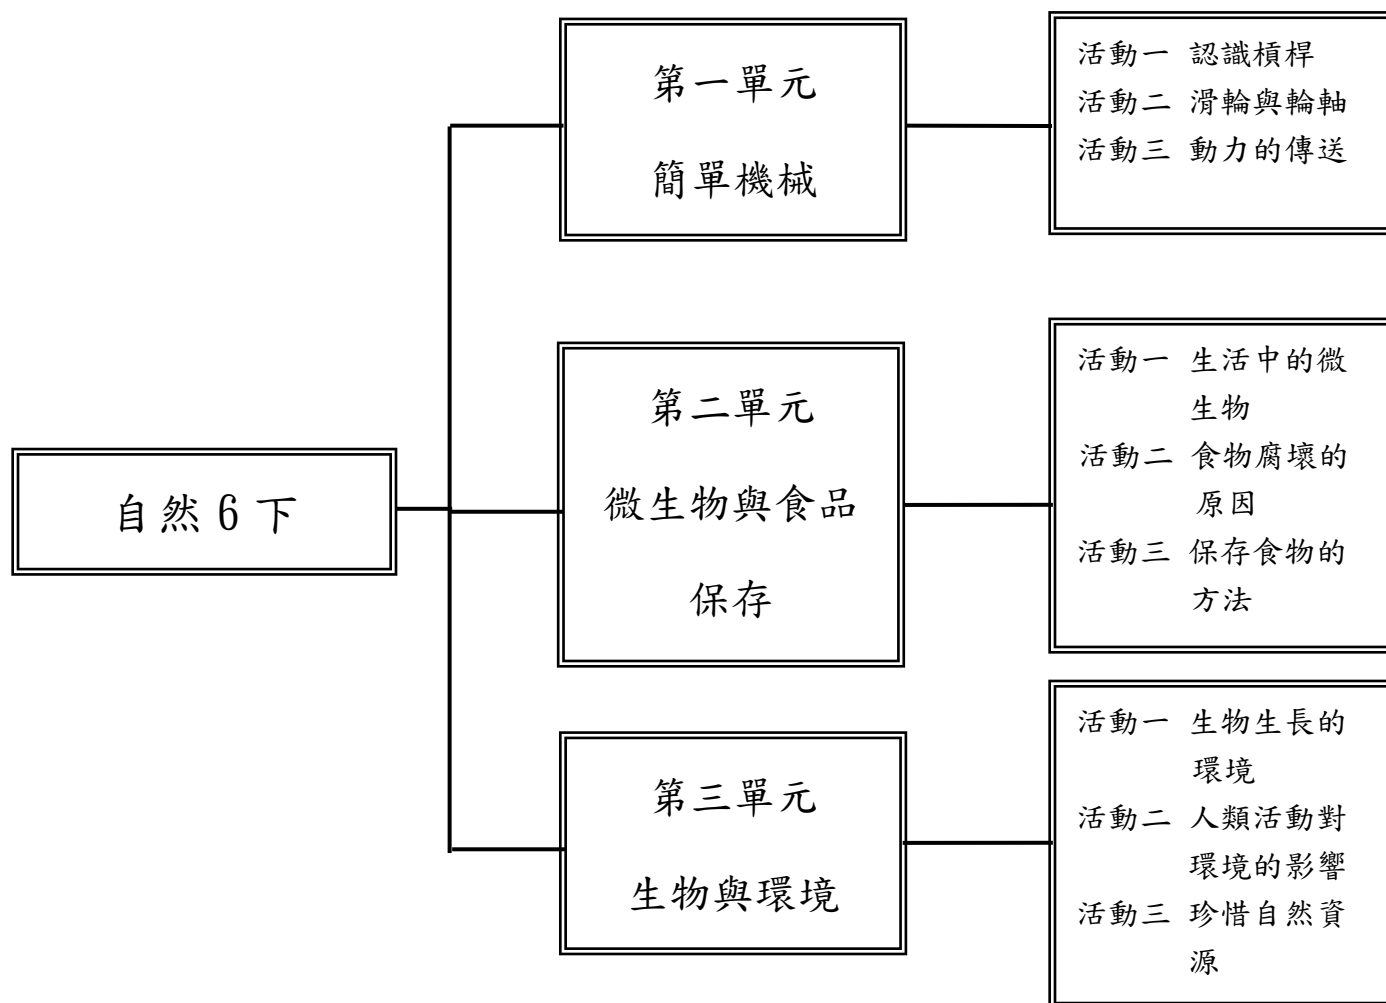 自然 6 下
第一單元
簡單機械
活動一 認識槓桿
活動二 滑輪與輪軸
活動三 動力的傳送
第二單元
微生物與食品
保存
活動一 生活中的微
生物
活動二 食物腐壞的
原因
活動三 保存食物的
方法
第三單元
生物與環境
活動一 生物生長的
環境
活動二 人類活動對
環境的影響
活動三 珍惜自然資
源